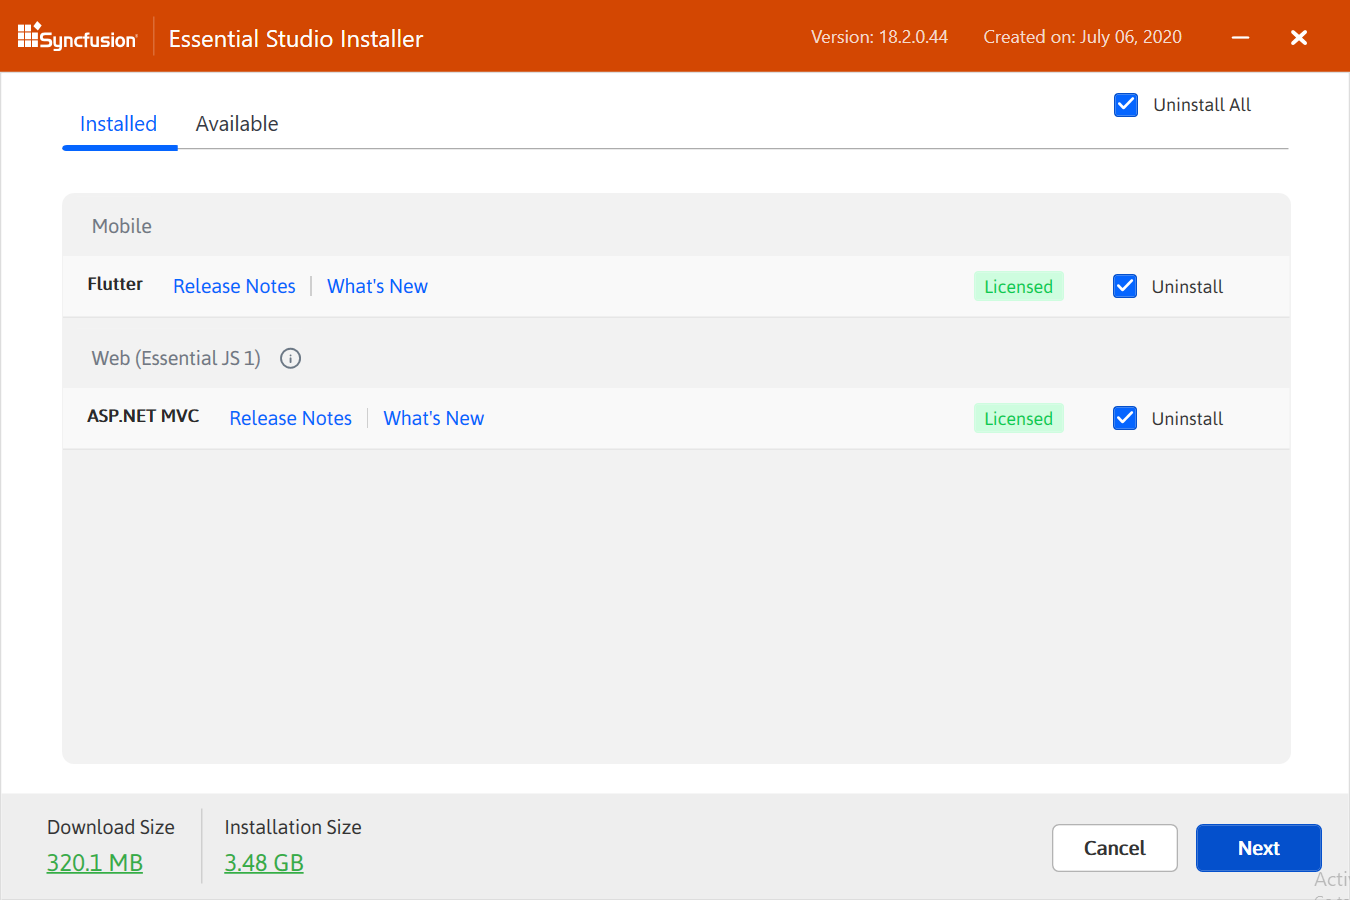 Syncfusion
Essential Studio Installer
Version: 18.2.0.44
Created on: July 06, 2020
Installed
Available
Uninstall All
Mobile
Flutter
Release Notes
What's New
Licensed
Uninstall
Web (Essential JS 1)
ASP.NET MVC
Release Notes
What's New
Licensed
Uninstall
Download Size
320.1 MB
Installation Size
3.48 GB
Cancel
Next